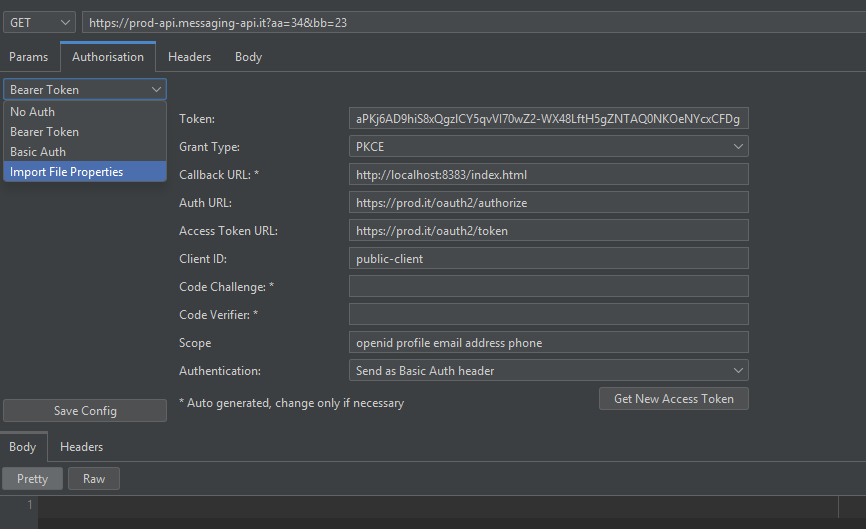 GET https://prod-api.messaging-api.it?aa=34&bb=23
Params Authorisation Headers Body
Bearer Token
No Auth
Bearer Token
Basic Auth
Import File Properties
Token: aPKj6AD9hiS8xQgzICY5qvVI70wZ2-WX48LftH5gZNTAQ0NKOeNYcxCFDg
Grant Type: PKCE
Callback URL: * http://localhost:8383/index.html
Auth URL: https://prod.it/oauth2/authorize
Access Token URL: https://prod.it/oauth2/token
Client ID: public-client
Code Challenge: *
Code Verifier: *
Scope openid profile email address phone
Authentication: Send as Basic Auth header
* Auto generated, change only if necessary
Get New Access Token
Save Config
Body Headers
Pretty Raw
1